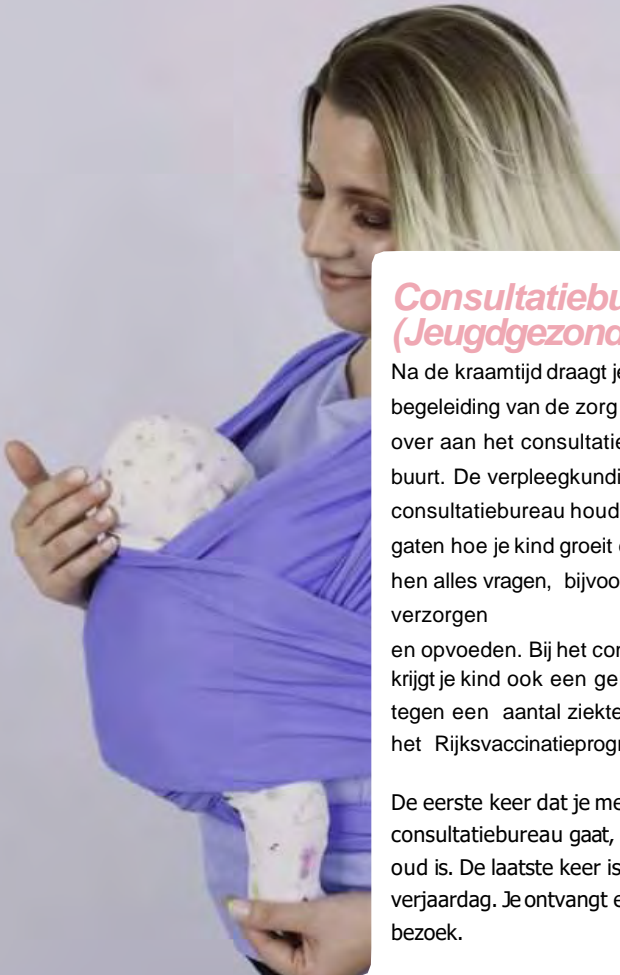 Consultatiebu
(Jeugdgezond
Na de kraamtijd draagt je
begeleiding van de zorg
over aan het consultatie
buurt. De verpleegkundi
consultatiebureau houd
gaten hoe je kind groeit
hen alles vragen, bijvoo
verzorgen
en opvoeden. Bij het con
krijgt je kind ook een ge
tegen een aantal ziekte
het Rijksvaccinatieprogr
De eerste keer dat je me
consultatiebureau gaat,
oud is. De laatste keer is
verjaardag. Je ontvangt e
bezoek.